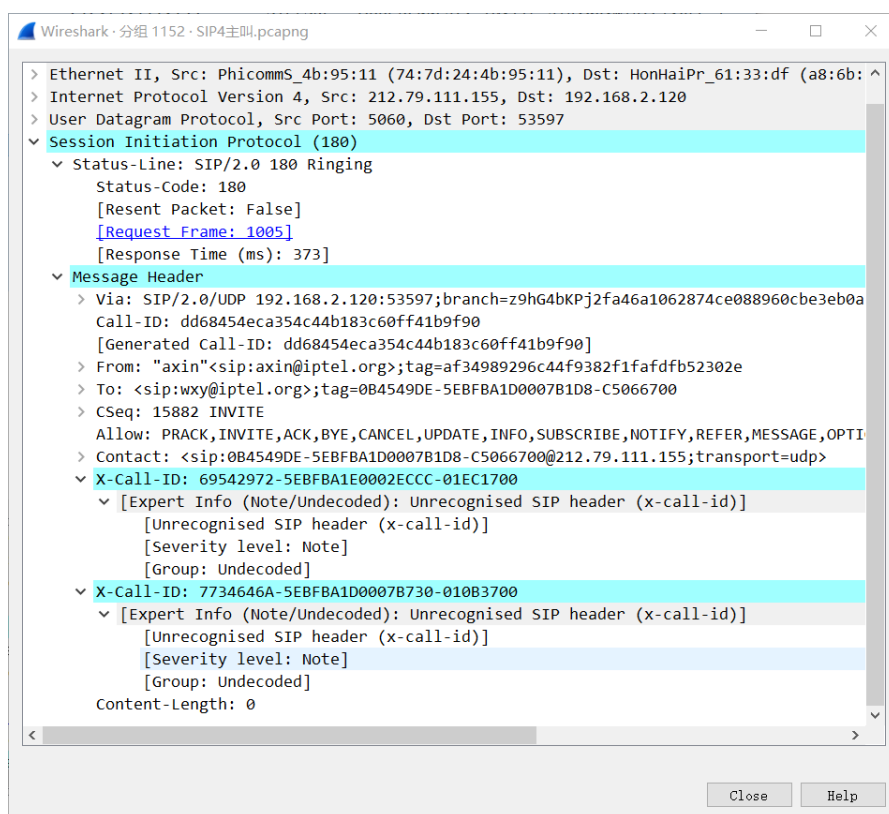 Wireshark · 分组 1152 · SIP4主叫.pcapng
Ethernet II, Src: PhicommS_4b:95:11 (74:7d:24:4b:95:11), Dst: HonHaiPr_61:33:df (a8:6b:
Internet Protocol Version 4, Src: 212.79.111.155, Dst: 192.168.2.120
User Datagram Protocol, Src Port: 5060, Dst Port: 53597
Session Initiation Protocol (180)
Status-Line: SIP/2.0 180 Ringing
Status-Code: 180
[Resent Packet: False]
[Request Frame: 1005]
[Response Time (ms): 373]
Message Header
Via: SIP/2.0/UDP 192.168.2.120:53597;branch=z9hG4bKPj2fa46a1062874ce088960cbe3eb0a
Call-ID: dd68454eca354c44b183c60ff41b9f90
[Generated Call-ID: dd68454eca354c44b183c60ff41b9f90]
From: "axin"<sip:axin@iptel.org>;tag=af34989296c44f9382f1fafdfb52302e
To: <sip:wxy@iptel.org>;tag=0B4549DE-5EBFBA1D0007B1D8-C5066700
CSeq: 15882 INVITE
Allow: PRACK,INVITE,ACK,BYE,CANCEL,UPDATE,INFO,SUBSCRIBE,NOTIFY,REFER,MESSAGE,OPTI
Contact: <sip:0B4549DE-5EBFBA1D0007B1D8-C5066700@212.79.111.155;transport=udp>
X-Call-ID: 69542972-5EBFBA1E0002ECCC-01EC1700
[Expert Info (Note/Undecoded): Unrecognised SIP header (x-call-id)]
[Unrecognised SIP header (x-call-id)]
[Severity level: Note]
[Group: Undecoded]
X-Call-ID: 7734646A-5EBFBA1D0007B730-010B3700
[Expert Info (Note/Undecoded): Unrecognised SIP header (x-call-id)]
[Unrecognised SIP header (x-call-id)]
[Severity level: Note]
[Group: Undecoded]
Content-Length: 0
Close
Help